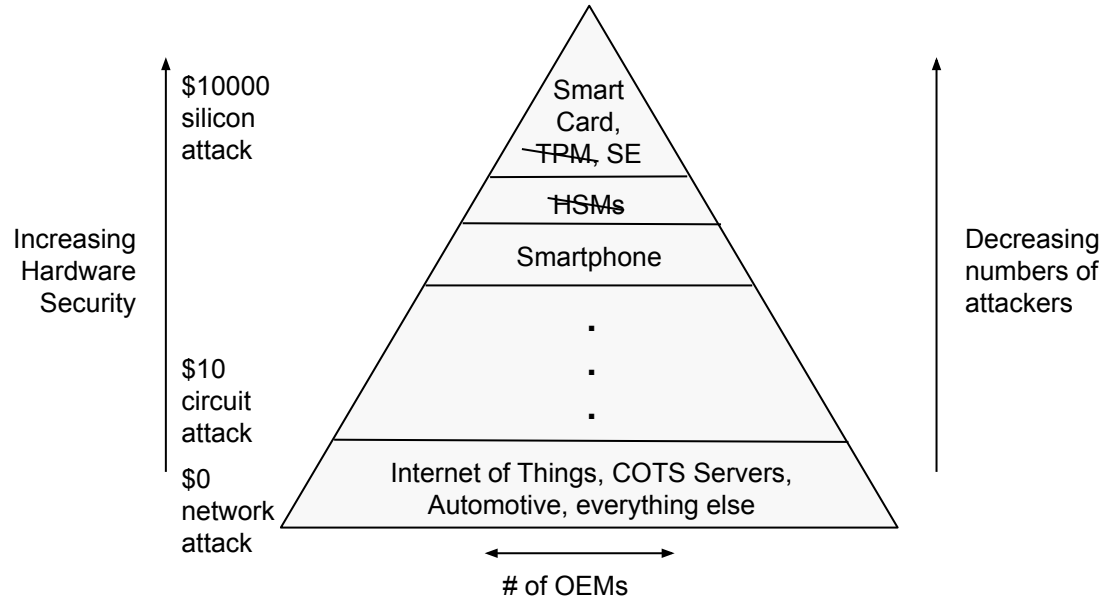 $10000
silicon
attack
Smart
Card,
TPM, SE
HSMs
Smartphone
Increasing
Hardware
Security
Decreasing
numbers of
attackers
.
.
.
$10
circuit
attack
$0
network
attack
Internet of Things, COTS Servers,
Automotive, everything else
# of OEMs